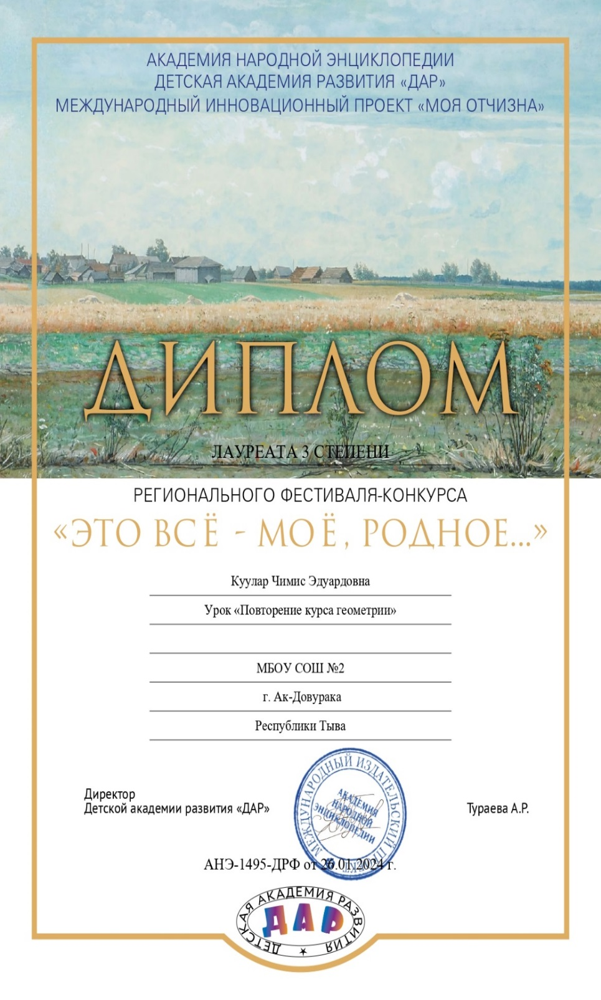 АКАДЕМИЯ НАРОДНОЙ ЭНЦИКЛОПЕДИИ
ДЕТСКАЯ АКАДЕМИЯ РАЗВИТИЯ «ДАР»
МЕЖДУНАРОДНЫЙ ИННОВАЦИОННЫЙ ПРОЕКТ «МОЯ ОТЧИЗНА»
ДИПЛОМ
ЛАУРЕАТА 3 СТЕПЕНИ
РЕГИОНАЛЬНОГО ФЕСТИВАЛЯ-КОНКУРСА
«ЭТО ВСЁ - МОЁ, РОДНОЕ...»
Куулар Чимис Эдуардовна
Урок «Повторение курса геометрии»
МБОУ СОШ №2
г. Ак-Довурака
Республики Тыва
Директор
Детской академии развития «ДАР»
МЕЖДУНАРОДНЫЙ ИЗДАТЕЛЬСКИЙ ПРОЕКТ
АКАДЕМИЯ
НАРОДНОЙ
ЭНЦИКЛОПЕДИИ
Тураева А.Р.
АНЭ-1495-ДРФ от 26.01.2024 г.
ДЕТСКАЯ АКАДЕМИЯ РАЗВИТИЯ
ДАР